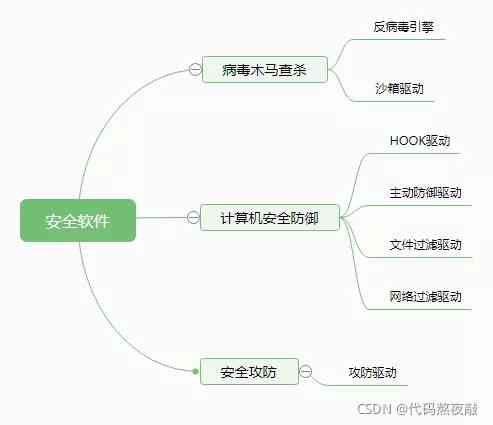 反病毒引擎
病毒木马查杀
沙箱驱动
HOOK驱动
主动防御驱动
安全软件
计算机安全防御
文件过滤驱动
网络过滤驱动
安全攻防
攻防驱动
CSDN @代码熬夜敲